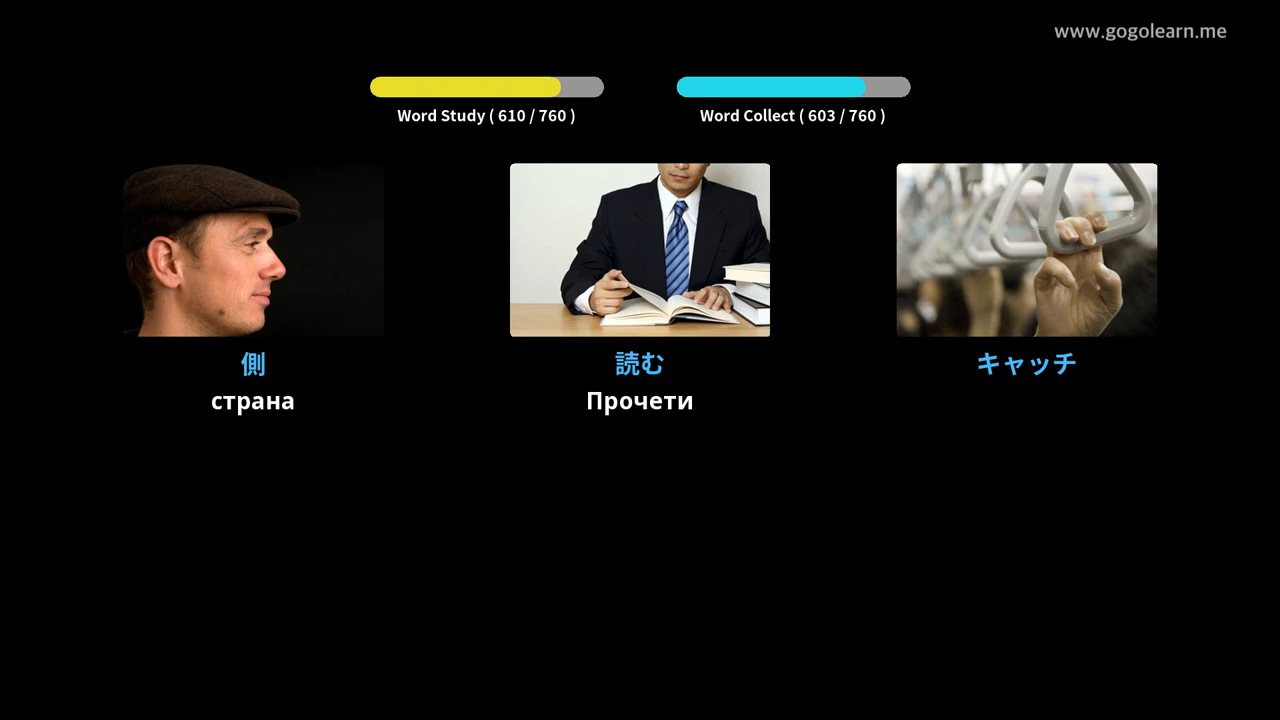 www.gogolearn.me
Word Study ( 610 / 760 )
Word Collect ( 603 / 760 )
側
読む
キャッチ
страна
Прочети